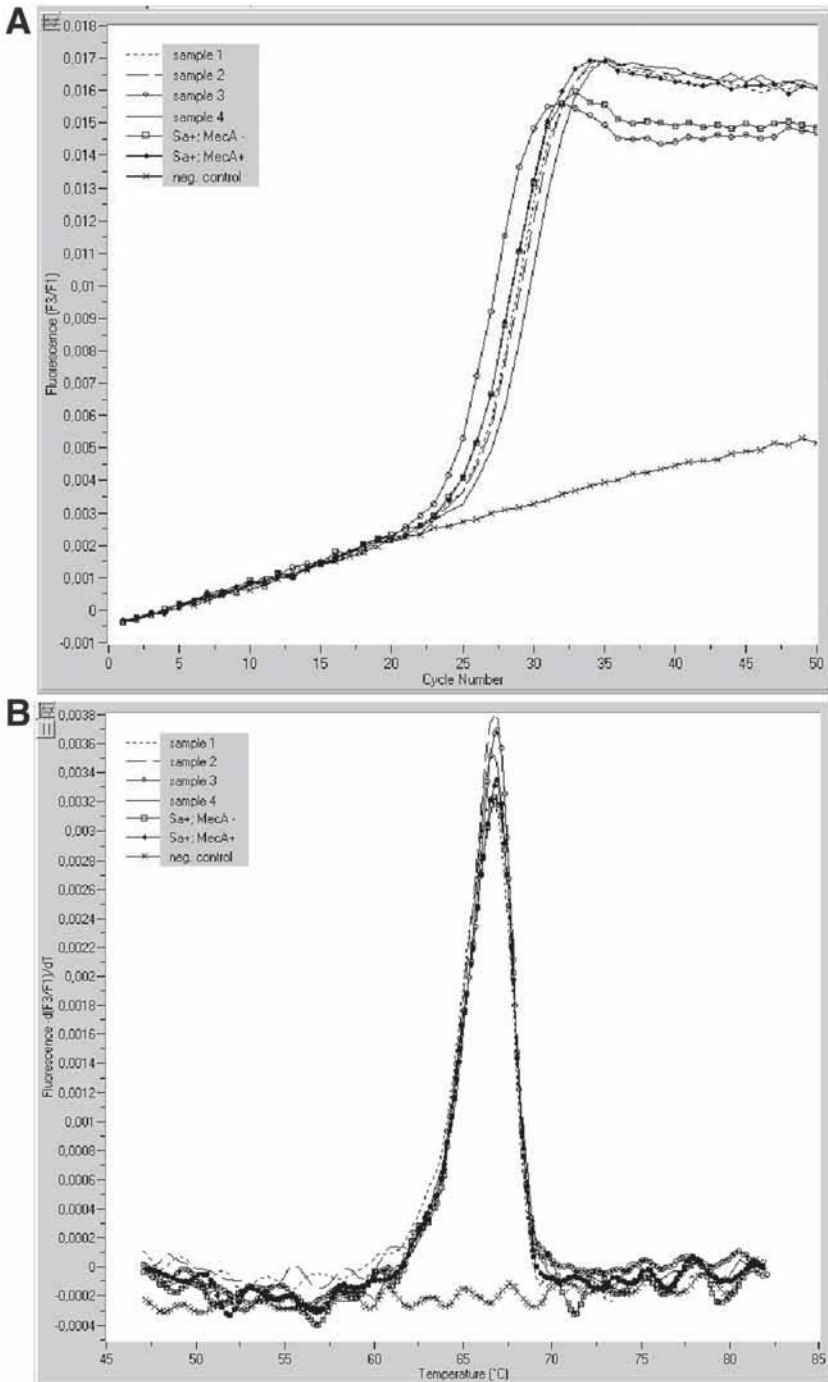 A
0,018
0,017
0,016
0,015
0,014
0,013
0,012
0,011
0,01
0,009
0,008
0,007
0,006
0,005
0,004
0,003
0,002
0,001
0
-0,001
Fluorescence (F3/F1)
sample 1
sample 2
sample 3
sample 4
Sa+; MecA -
Sa+; MecA+
neg. control
0 5 10 15 20 25 30 35 40 45 50
Cycle Number
B
0,0038
0,0036
0,0034
0,0032
0,003
0,0028
0,0026
0,0024
0,0022
0,002
0,0018
0,0016
0,0014
0,0012
0,001
0,0008
0,0006
0,0004
0,0002
0
-0,0002
-0,0004
Fluorescence -d(F3/F1)/dT
sample 1
sample 2
sample 3
sample 4
Sa+; MecA -
Sa+; MecA+
neg. control
45 50 55 60 65 70 75 80 85
Temperature (°C)